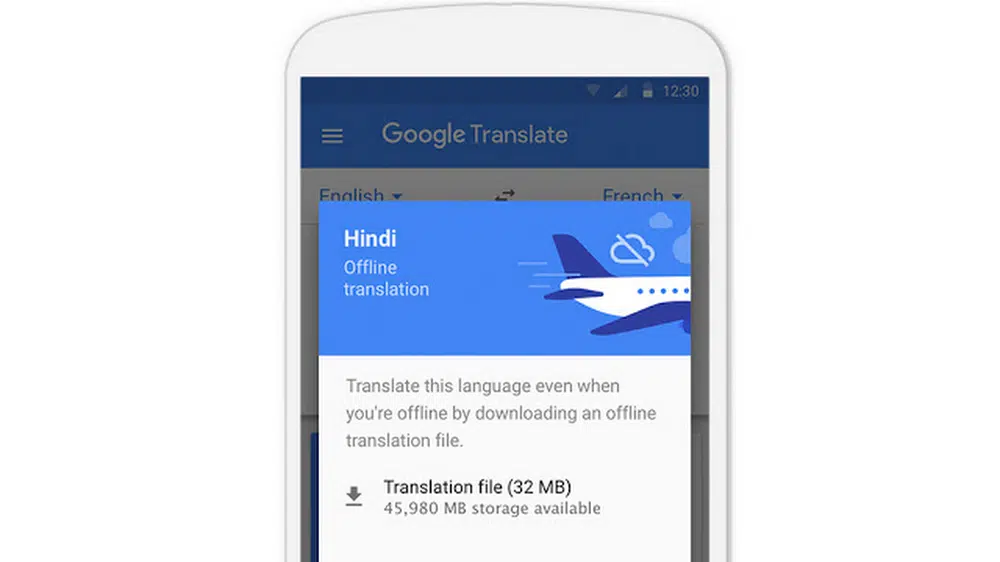 12:30
Google Translate
English French
Hindi
Offline
translation
Translate this language even when
you're offline by downloading an offline
translation file.
Translation file (32 MB)
45,980 MB storage available